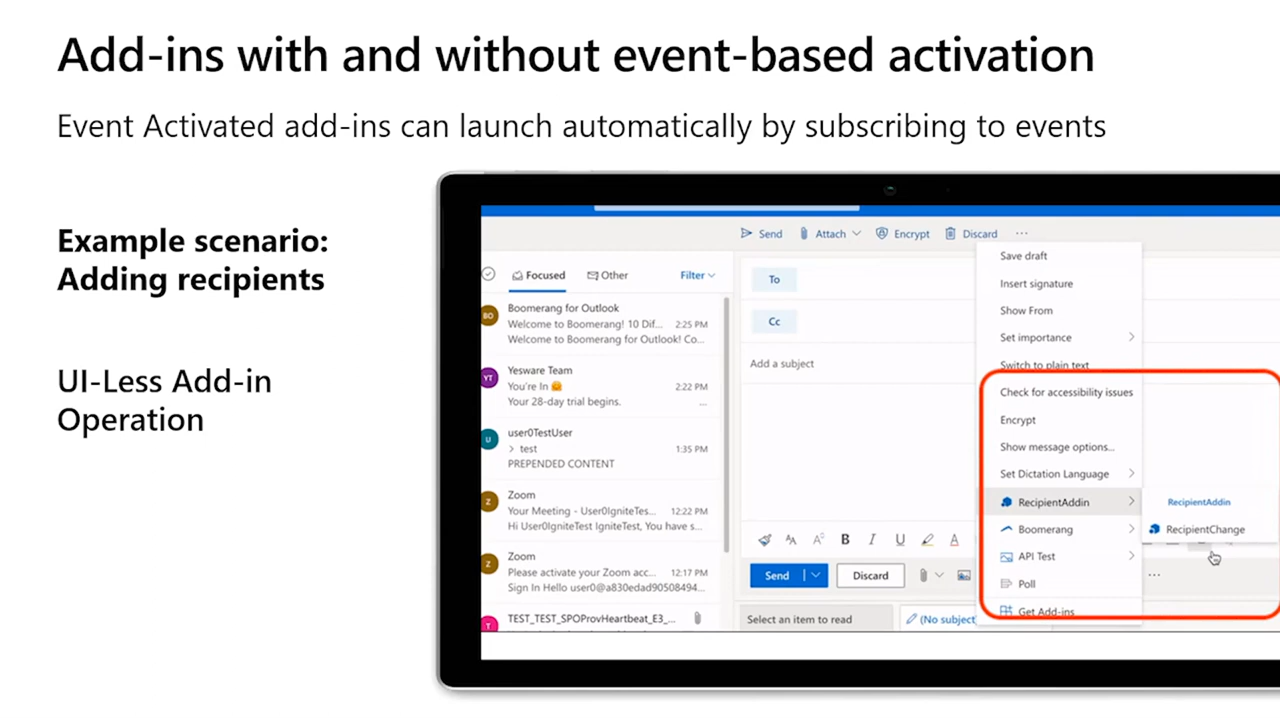 Add-ins with and without event-based activation
Event Activated add-ins can launch automatically by subscribing to events
Example scenario:
Adding recipients
UI-Less Add-in
Operation
Send
Attach
Encrypt
Discard
Focused
Other
Filter
BO
Boomerang for Outlook
Welcome to Boomerang! 10 Dif... 2:25 PM
Welcome to Boomerang for Outlook! Co...
YT
Yesware Team
You're In 🤗 2:22 PM
Your 28-day trial begins. ...
U
user0TestUser
> test 1:35 PM
PREPENDED CONTENT
Z
Zoom
Your Meeting - User0IgniteTes... 12:22 PM
Hi User0IgniteTest IgniteTest, You have s...
Z
Zoom
Please activate your Zoom acc... 12:17 PM
Sign In Hello user0@a830edad90508494...
T
TEST_TEST_SPOProvHeartbeat_E3_...
To
Cc
Add a subject
B I U A
Send
Discard
Select an item to read
(No subject
Save draft
Insert signature
Show From
Set importance
Switch to plain text
Check for accessibility issues
Encrypt
Show message options...
Set Dictation Language
RecipientAddin
Boomerang
API Test
Poll
Get Add-ins
RecipientAddin
RecipientChange